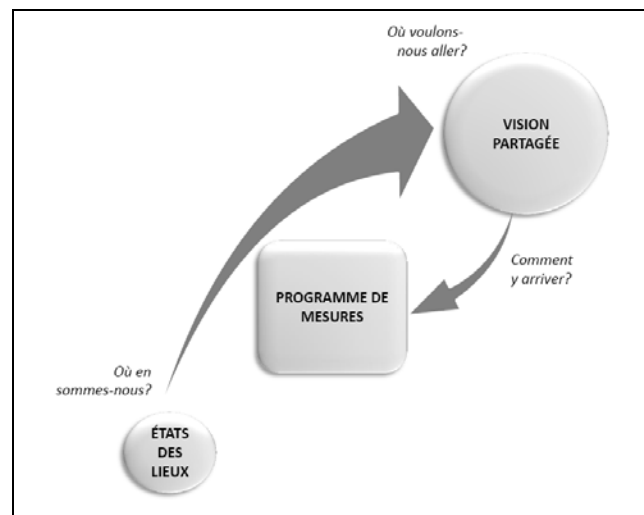 Où voulons-
nous aller?
VISION
PARTAGÉE
Comment
y arriver?
PROGRAMME DE
MESURES
Où en
sommes-nous?
ÉTATS
DES
LIEUX